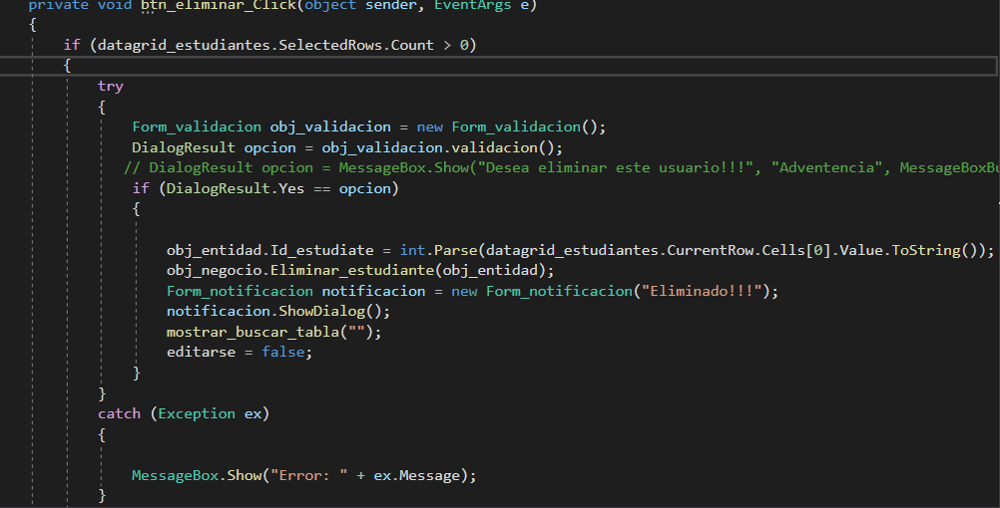 private void btn_eliminar_Click(object sender, EventArgs e)
{
if (datagrid_estudiantes.SelectedRows.Count > 0)
{
try
{
Form_validacion obj_validacion = new Form_validacion();
DialogResult opcion = obj_validacion.validacion();
// DialogResult opcion = MessageBox.Show("Desea eliminar este usuario!!!", "Adventencia", MessageBoxBu
if (DialogResult.Yes == opcion)
{
obj_entidad.Id_estudiate = int.Parse(datagrid_estudiantes.CurrentRow.Cells[0].Value.ToString());
obj_negocio.Eliminar_estudiante(obj_entidad);
Form_notificacion notificacion = new Form_notificacion("Eliminado!!!");
notificacion.ShowDialog();
mostrar_buscar_tabla("");
editarse = false;
}
}
catch (Exception ex)
{
MessageBox.Show("Error: " + ex.Message);
}